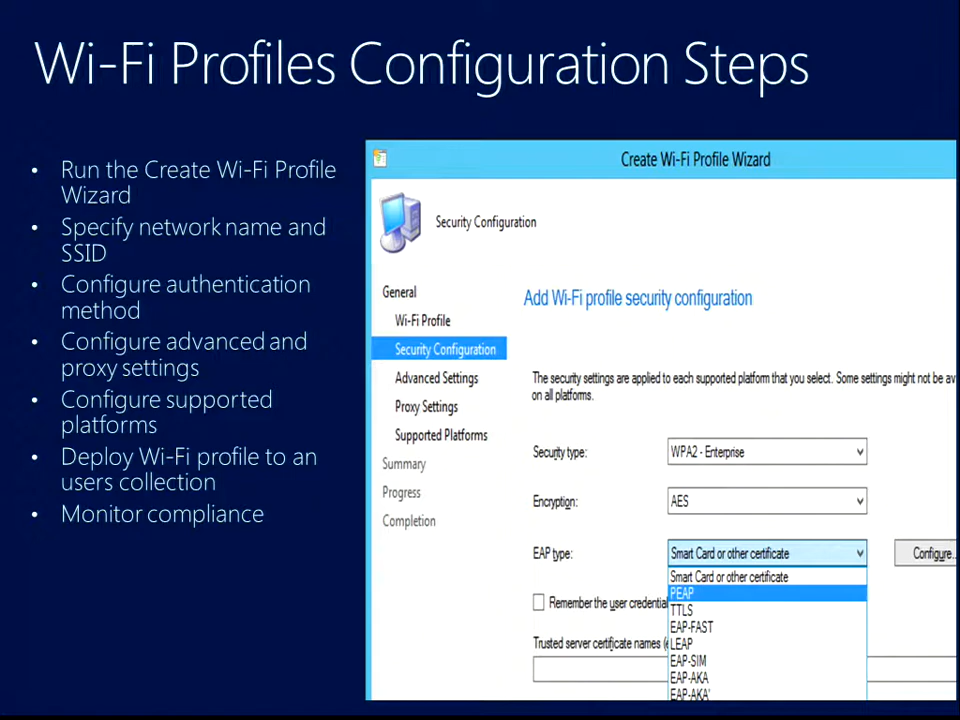 Wi-Fi Profiles Configuration Steps
• Run the Create Wi-Fi Profile
Wizard
• Specify network name and
SSID
• Configure authentication
method
• Configure advanced and
proxy settings
• Configure supported
platforms
• Deploy Wi-Fi profile to an
users collection
• Monitor compliance
Create Wi-Fi Profile Wizard
Security Configuration
General
Wi-Fi Profile
Security Configuration
Advanced Settings
Proxy Settings
Supported Platforms
Summary
Progress
Completion
Add Wi-Fi profile security configuration
The security settings are applied to each supported platform that you select. Some settings might not be av
on all platforms.
Security type: WPA2 - Enterprise
Encryption: AES
EAP type: Smart Card or other certificate Configure..
Smart Card or other certificate
PEAP
TTLS
EAP-FAST
LEAP
EAP-SIM
EAP-AKA
EAP-AKA'
Remember the user credential
Trusted server certificate names (e